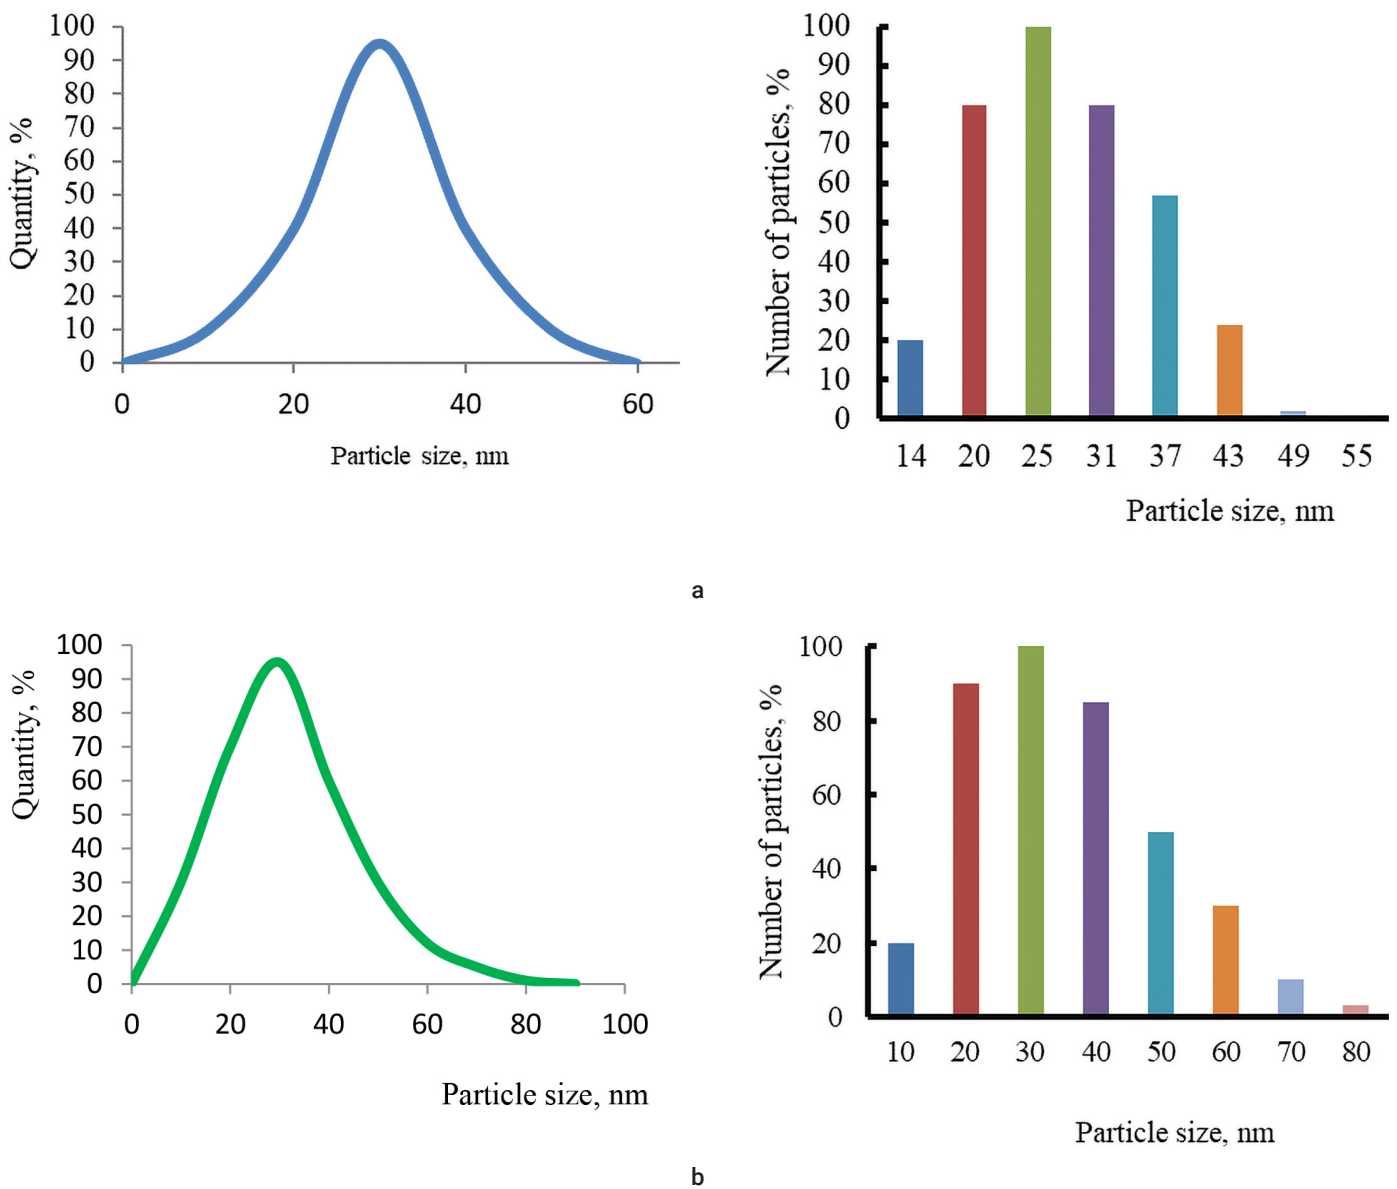 Quantity, %
100
90
80
70
60
50
40
30
20
10
0
0 20 40 60
Particle size, nm
Number of particles, %
100
90
80
70
60
50
40
30
20
10
0
14 20 25 31 37 43 49 55
Particle size, nm
a
Quantity, %
100
90
80
70
60
50
40
30
20
10
0
0 20 40 60 80 100
Particle size, nm
Number of particles, %
100
80
60
40
20
0
10 20 30 40 50 60 70 80
Particle size, nm
b